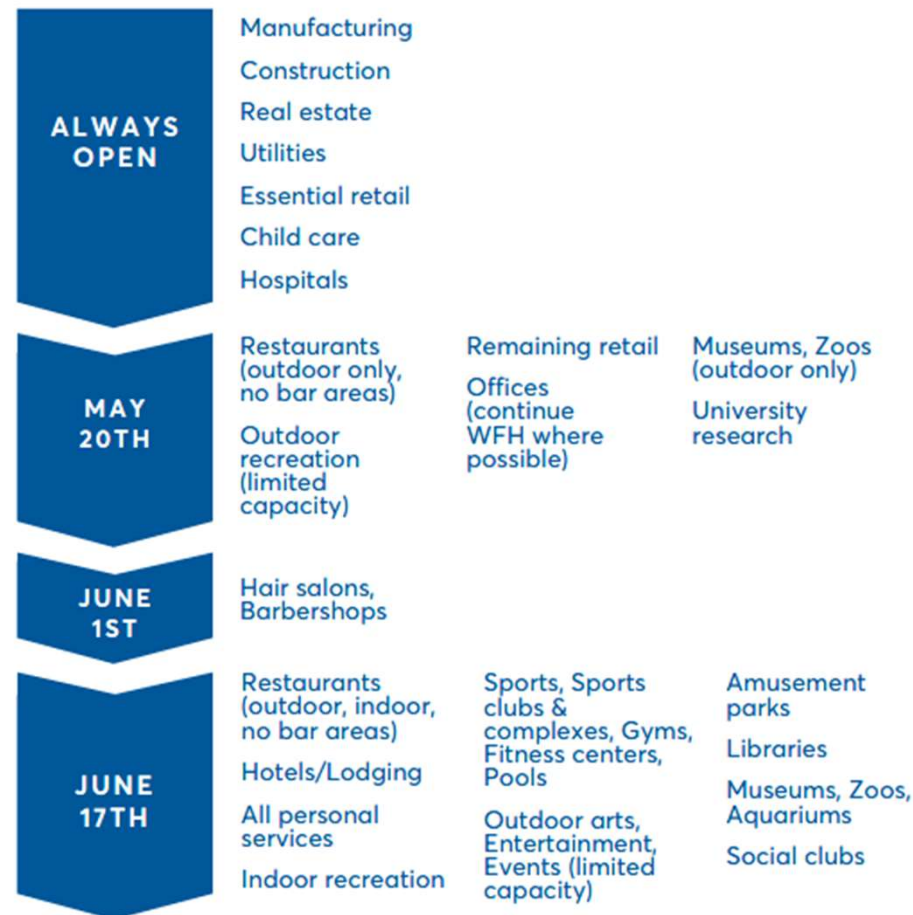 ALWAYS
OPEN
Manufacturing
Construction
Real estate
Utilities
Essential retail
Child care
Hospitals
MAY
20TH
Restaurants
(outdoor only,
no bar areas)
Outdoor
recreation
(limited
capacity)
Remaining retail
Offices
(continue
WFH where
possible)
Museums, Zoos
(outdoor only)
University
research
JUNE
1ST
Hair salons,
Barbershops
JUNE
17TH
Restaurants
(outdoor, indoor,
no bar areas)
Hotels/Lodging
All personal
services
Indoor recreation
Sports, Sports
clubs &
complexes, Gyms,
Fitness centers,
Pools
Outdoor arts,
Entertainment,
Events (limited
capacity)
Amusement
parks
Libraries
Museums, Zoos,
Aquariums
Social clubs